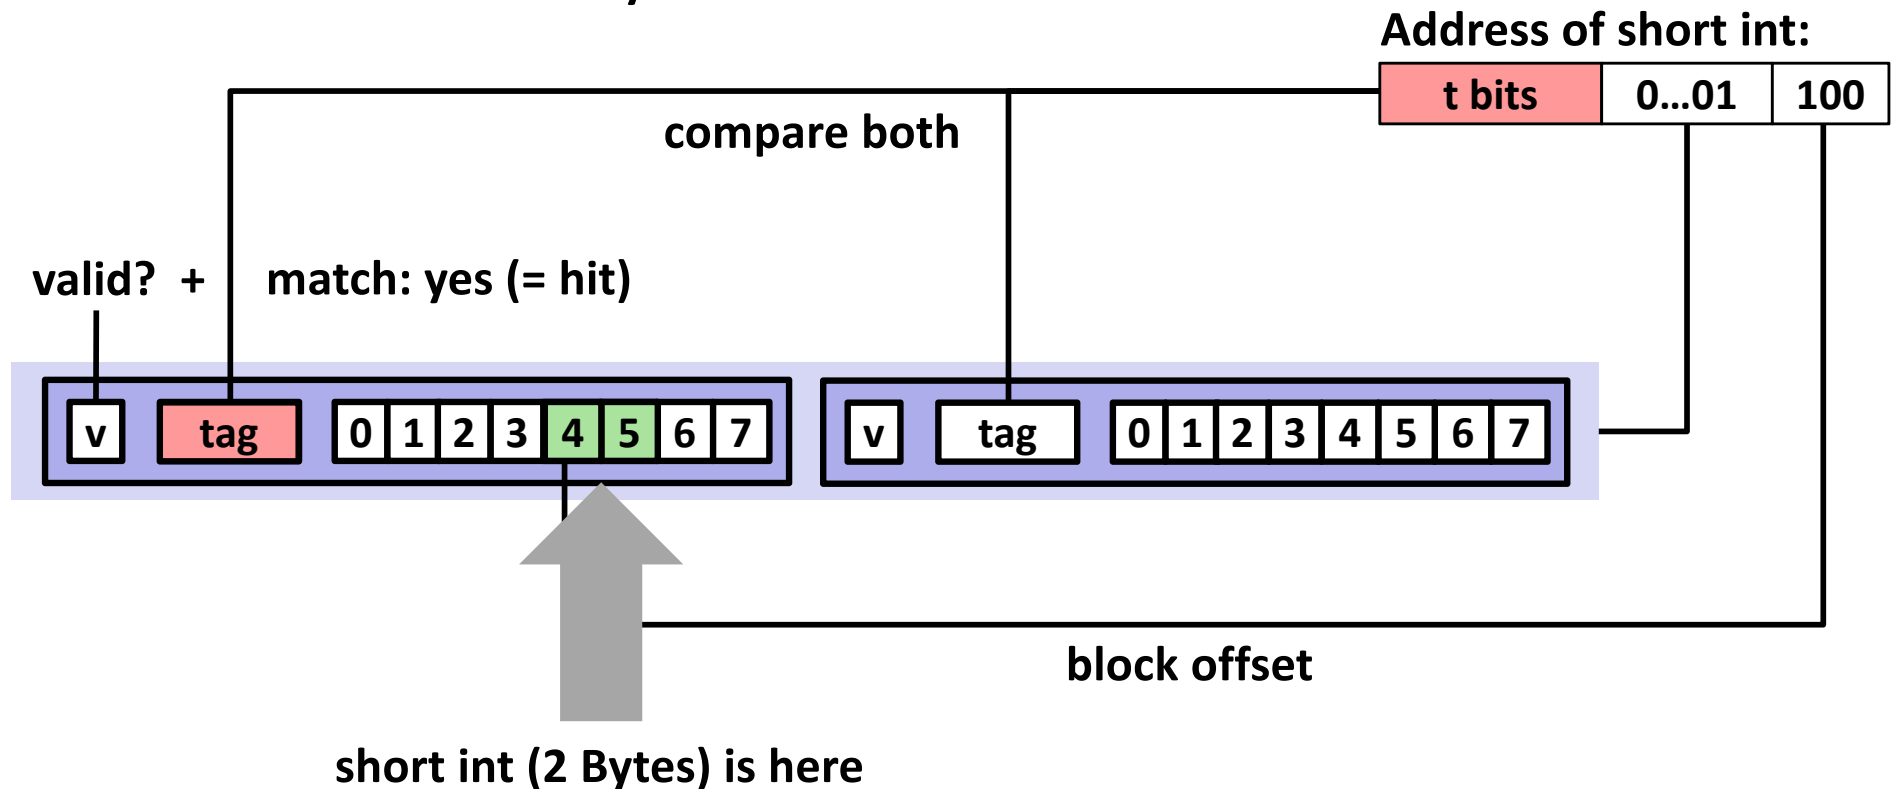 Address of short int:
t bits 0...01 100
compare both
valid? + match: yes (= hit)
v tag 0 1 2 3 4 5 6 7 v tag 0 1 2 3 4 5 6 7
block offset
short int (2 Bytes) is here